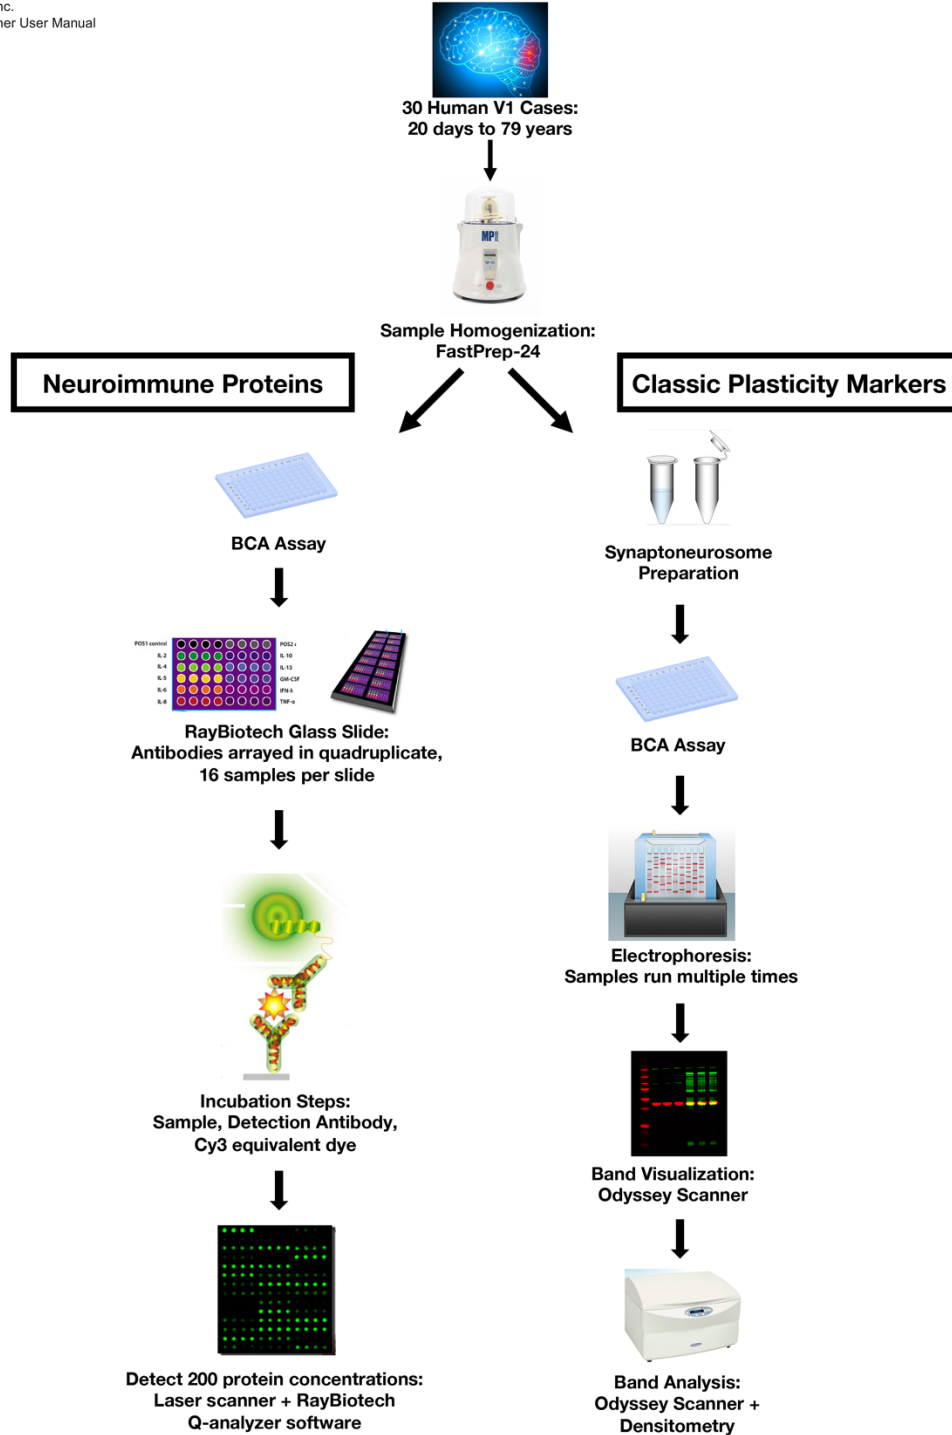 nc.
ner User Manual
30 Human V1 Cases:
20 days to 79 years
MP
Sample Homogenization:
FastPrep-24
Neuroimmune Proteins
Classic Plasticity Markers
BCA Assay
Synaptoneurosome
Preparation
POS1 control
POS2 c
IL-2
IL-10
IL-4
IL-13
IL-5
GM-CSF
IL-6
IFN-λ
IL-8
TNF-α
RayBiotech Glass Slide:
Antibodies arrayed in quadruplicate,
16 samples per slide
BCA Assay
Electrophoresis:
Samples run multiple times
Incubation Steps:
Sample, Detection Antibody,
Cy3 equivalent dye
Band Visualization:
Odyssey Scanner
Detect 200 protein concentrations:
Laser scanner + RayBiotech
Q-analyzer software
Band Analysis:
Odyssey Scanner +
Densitometry